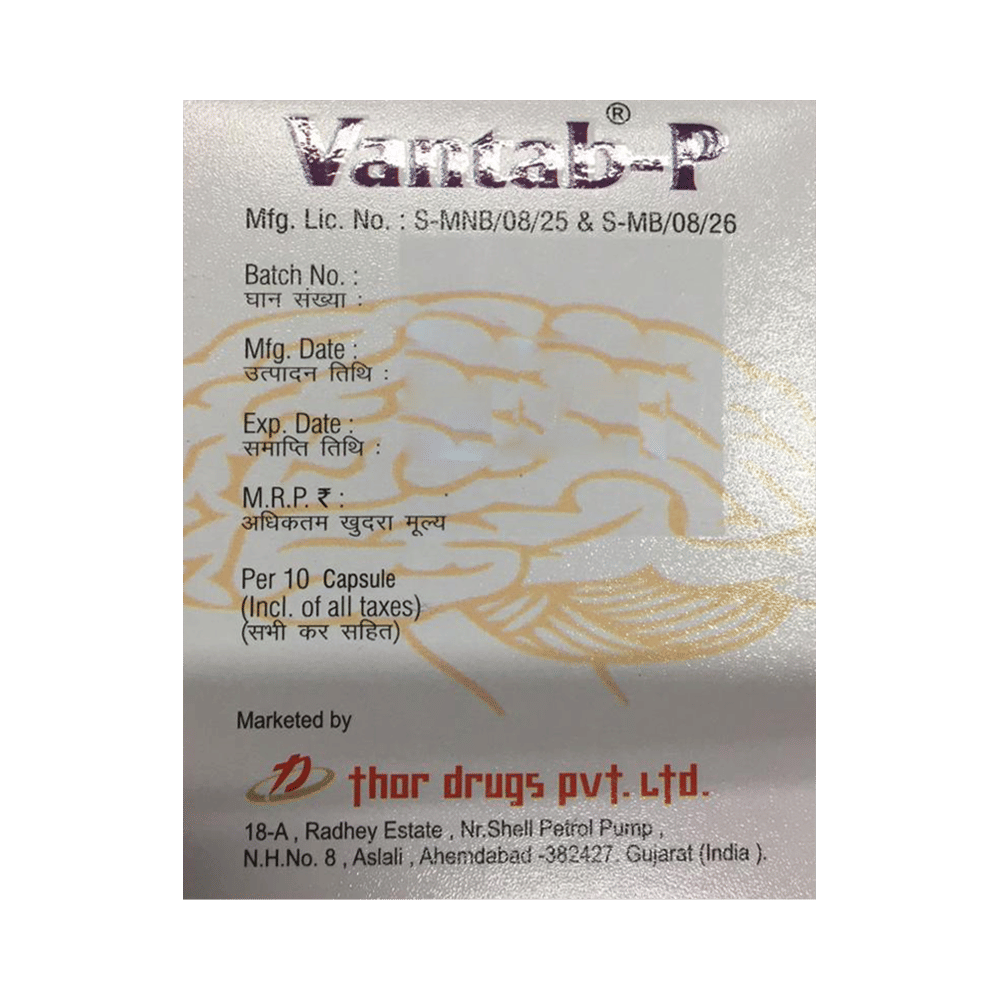 Vantab®-P
Mfg. Lic. No. : S-MNB/08/25 & S-MB/08/26
Batch No. :
घान संख्या :
Mfg. Date :
उत्पादन तिथि :
Exp. Date :
समाप्ति तिथि :
M.R.P. ₹ :
अधिकतम खुदरा मूल्य
Per 10 Capsule
(Incl. of all taxes)
(सभी कर सहित)
Marketed by
thor drugs pvt. Ltd.
18-A , Radhey Estate , Nr.Shell Petrol Pump ,
N.H.No. 8 , Aslali , Ahemdabad -382427. Gujarat (India ).